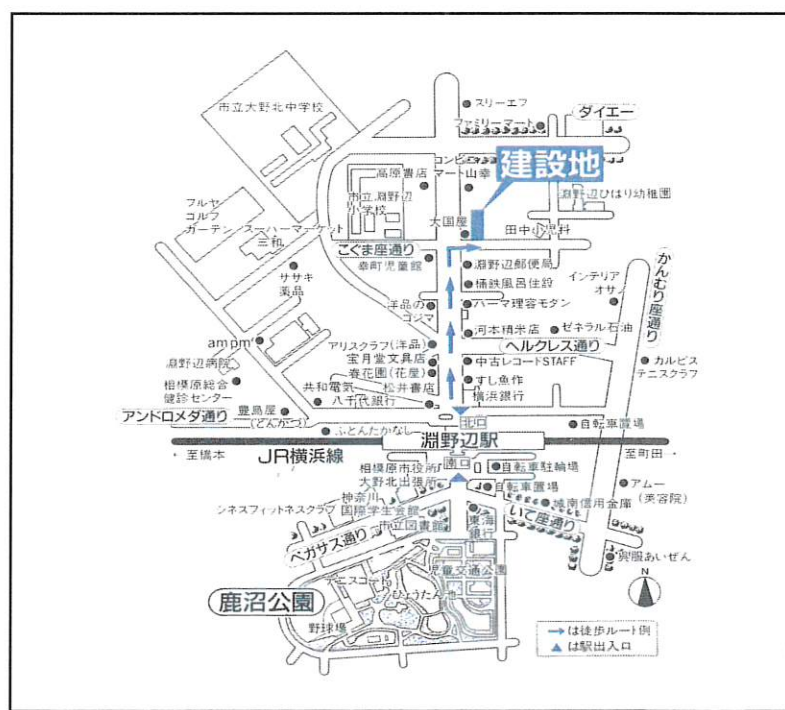 スリーエフ
ファミリーマート
ダイエー
市立大野北中学校
コンビニ
マート山幸
高原書店
建設地
市立淵野辺
小学校
淵野辺ひばり幼稚園
大国屋
田中小児科
フルヤ
ゴルフ
ガーデン
スーパーマーケット
三和
こぐま座通り
幸町児童館
淵野辺郵便局
ササキ
薬品
桶鉄風呂住設
インテリア
オサノ
かんむり座通り
洋品の
コジマ
ハーマ理容モダン
河本精米店
ゼネラル石油
am pm
アリスクラブ(洋品)
ヘルクレス通り
淵野辺病院
宝月堂文具店
中古レコードSTAFF
カルピス
テニスクラブ
春花園(花屋)
相模原総合
健診センター
すし魚作
共和電気
松井書店
横浜銀行
八千代銀行
アンドロメダ通り
豊島屋
(とんかつ)
北口
自転車置場
ふとんたかなし
淵野辺駅
←至橋本
JR横浜線
至町田→
南口
相模原市役所
大野北出張所
自転車駐輪場
自転車置場
アムー
(美容院)
神奈川
国際学生会館
シネスフィットネスクラブ
城南信用金庫
いて座通り
市立図書館
東海
銀行
ペガサス通り
呉服あいぜん
児童交通公園
テニスコート
ひょうたん池
鹿沼公園
野球場
N
→は徒歩ルート例
▲は駅出入口